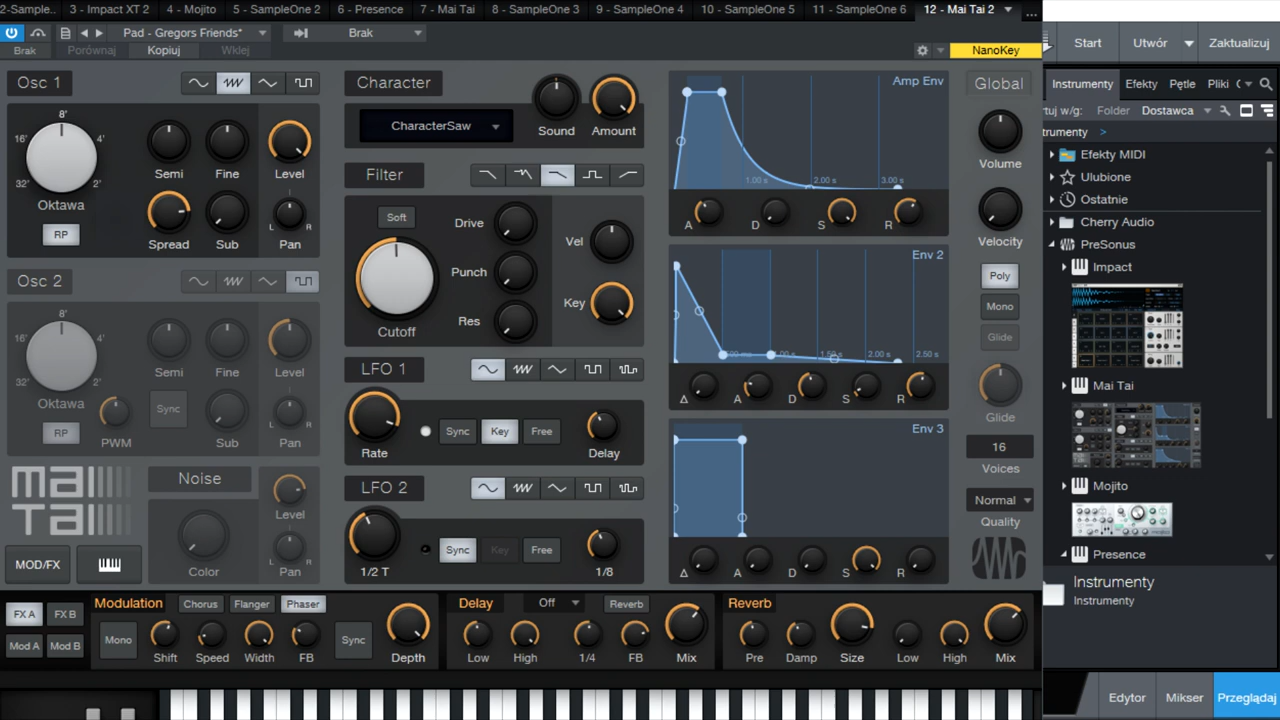 2-Sample.. 3 - Impact XT 2 4 - Mojito 5 - SampleOne 2 6 - Presence 7 - Mai Tai 8 - SampleOne 3 9 - SampleOne 4 10 - SampleOne 5 11 - SampleOne 6 12 - Mai Tai 2 ...
Pad - Gregors Friends* Brak
Brak Porównaj Kopiuj Wklej NanoKey
Start Utwór Zaktualizuj
Osc 1
8'
16' 4'
32' 2'
Oktawa
RP
Semi Fine Level
Spread Sub L R Pan
Osc 2
8'
16' 4'
32' 2'
Oktawa
RP
PWM
Semi Fine Level
Sync Sub L R Pan
mai
tai
MOD/FX
Noise
Color
Level
L R
Pan
Character
CharacterSaw
Sound Amount
Filter
Soft
Cutoff
Drive
Punch
Res
Vel
Key
LFO 1
Rate
Sync Key Free
Delay
LFO 2
1/2 T
Sync Key Free
1/8
Amp Env
1.00 s 2.00 s 3.00 s
A D S R
Env 2
1.00 s 1.50 s 2.00 s 2.50 s
Δ A D S R
Env 3
Δ A D S R
Global
Volume
Velocity
Poly
Mono
Glide
Glide
16
Voices
Normal
Quality
FX A FX B
Mod A Mod B
Modulation Chorus Flanger Phaser
Mono Shift Speed Width FB Sync Depth
Delay Off Reverb
Low High 1/4 FB Mix
Reverb
Pre Damp Size Low High Mix
Instrumenty Efekty Pętle Pliki
tuj w/g: Folder Dostawca
trumenty >
Efekty MIDI
Ulubione
Ostatnie
Cherry Audio
PreSonus
Impact
Mai Tai
Mojito
Presence
Instrumenty
Instrumenty
Edytor Mikser Przeglądaj